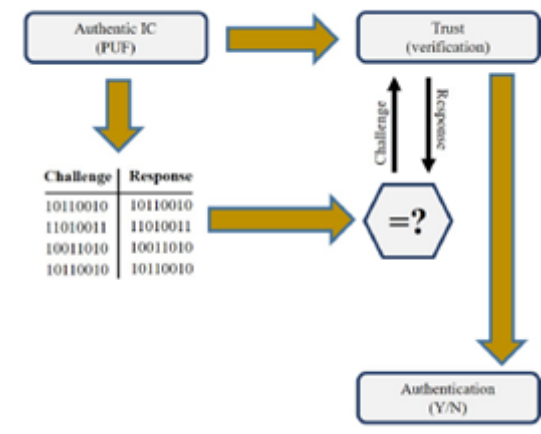 Authentic IC
(PUF)
Trust
(verification)
Challenge
Response
Challenge Response
10110010 10110010
11010011 11010011
10011010 10011010
10110010 10110010
=?
Authentication
(Y/N)